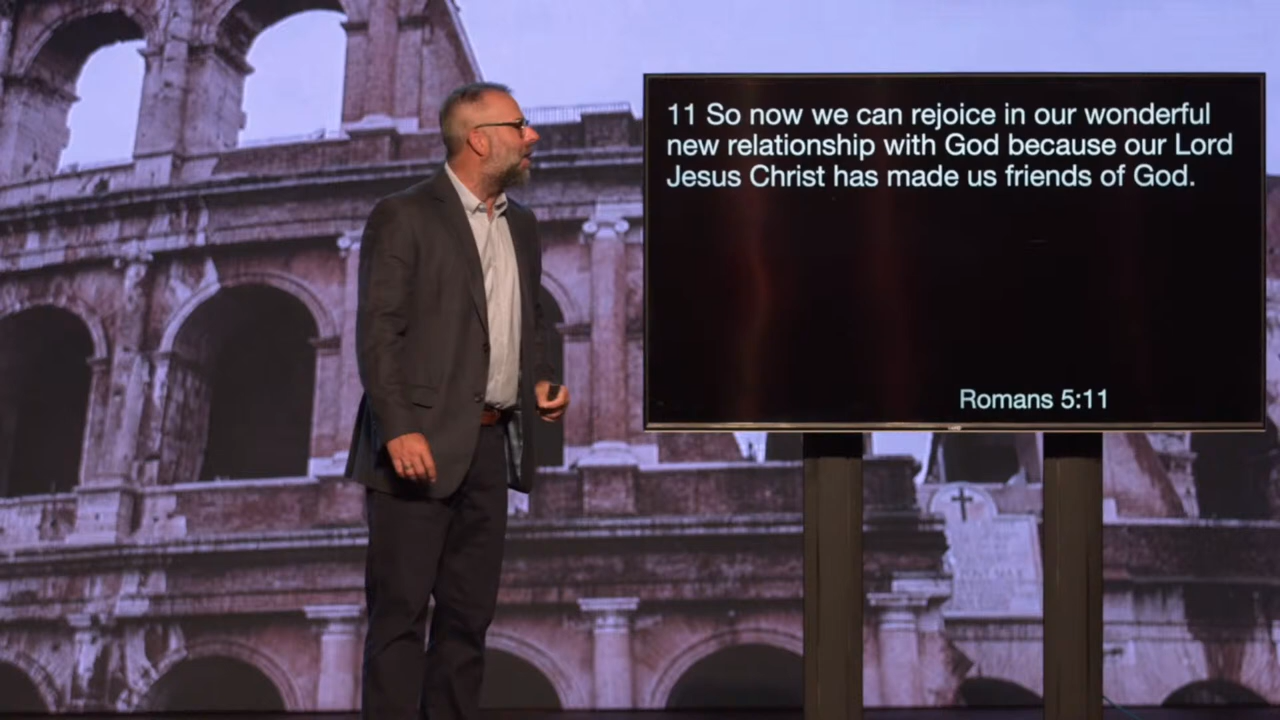 11 So now we can rejoice in our wonderful
new relationship with God because our Lord
Jesus Christ has made us friends of God.
Romans 5:11